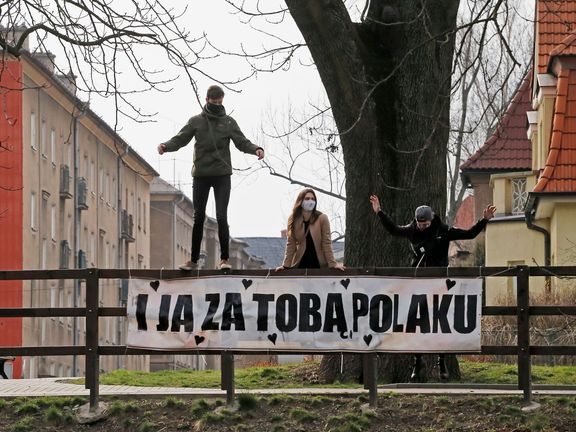 I JA ZA TOBĄ, POLAKU